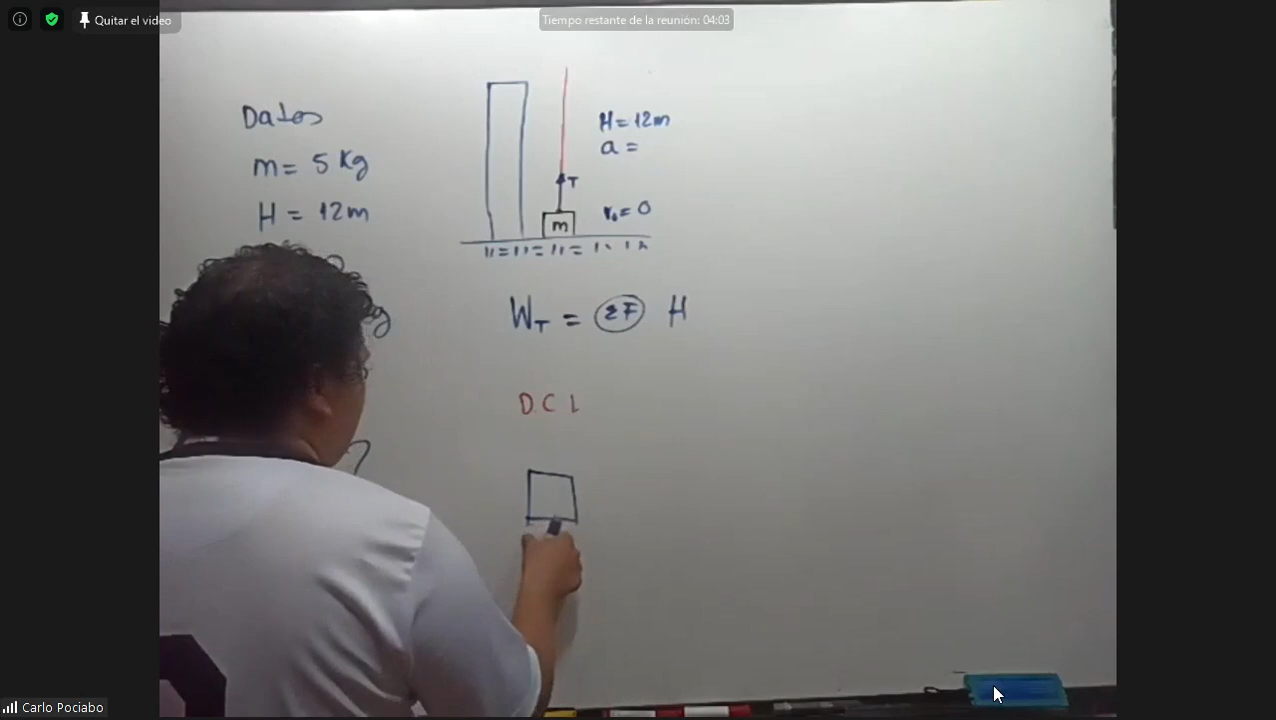 Quitar el video
Tiempo restante de la reunión: 04:03
Datos
m = 5 Kg
H = 12m
g
H = 12m
a =
T
v₀ = 0
m
W_T = ΣF H
D.C.L
Carlo Pociabo